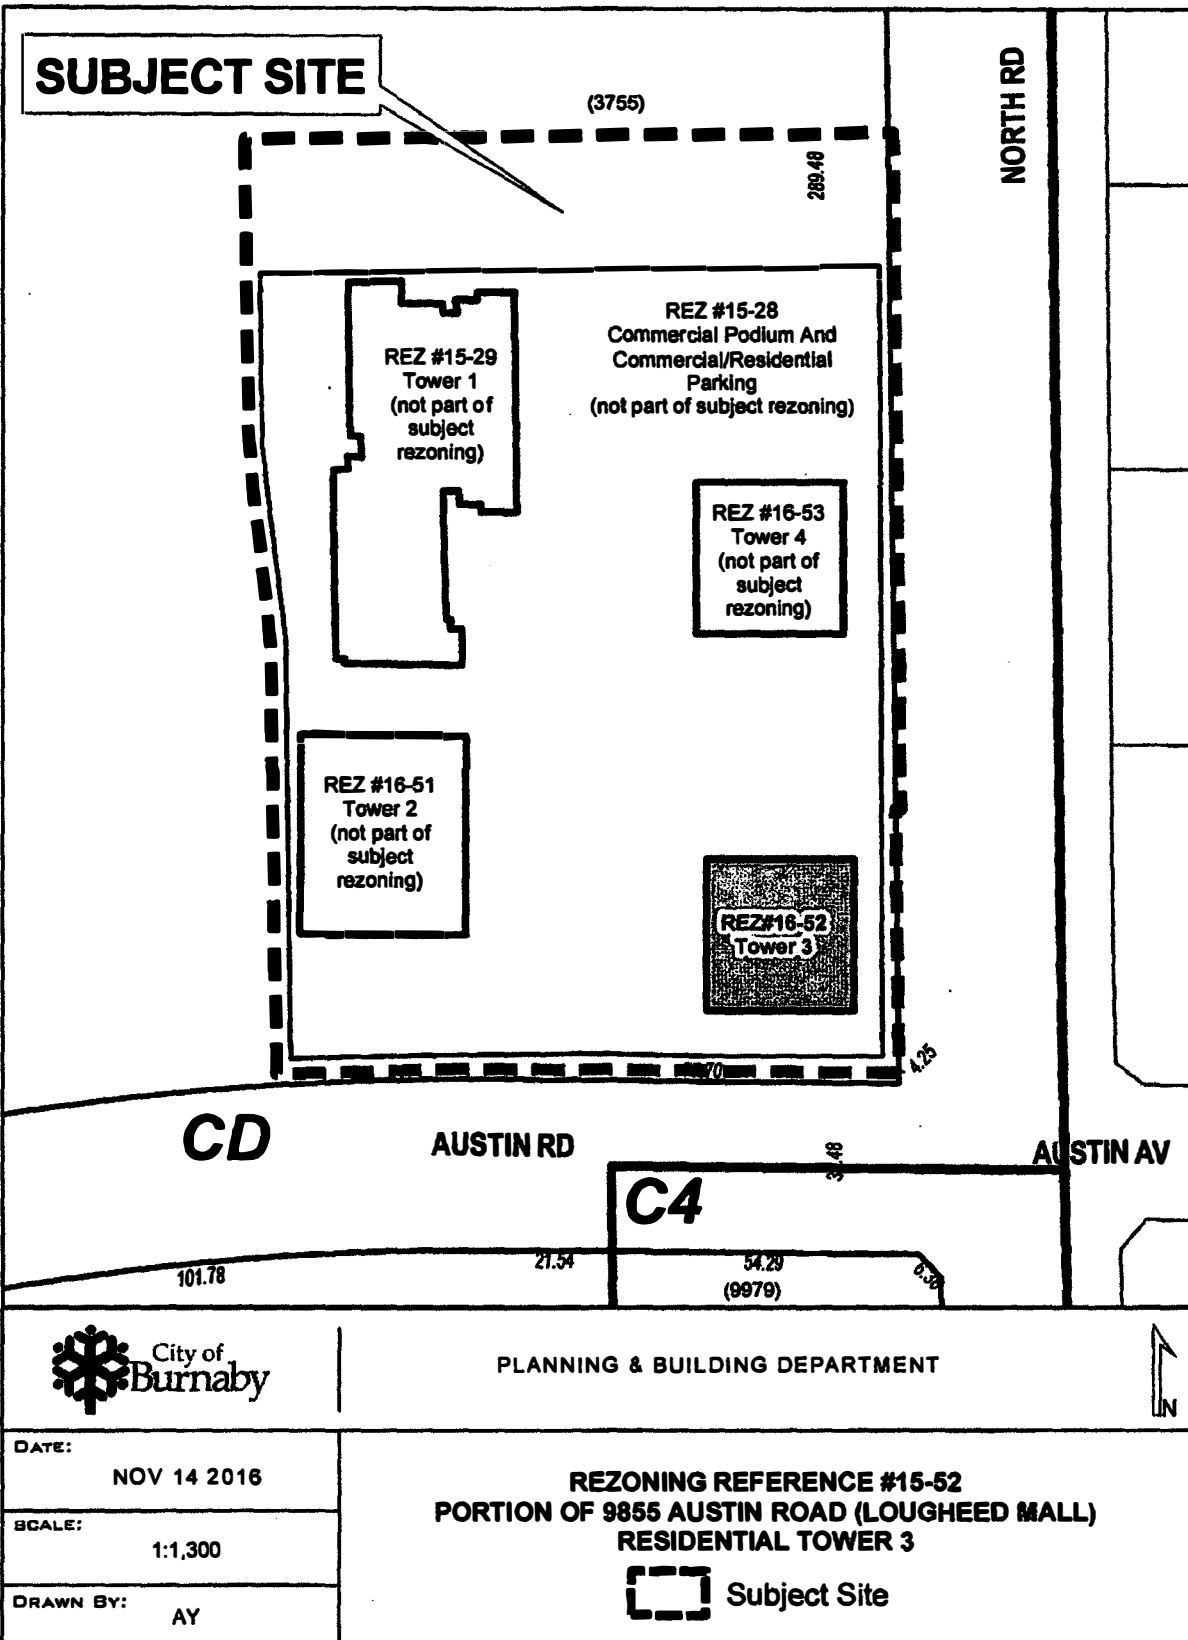 SUBJECT SITE
(3755)
NORTH RD
289.48
REZ #15-28
Commercial Podium And
Commercial/Residential
Parking
(not part of subject rezoning)
REZ #15-29
Tower 1
(not part of
subject
rezoning)
REZ #16-53
Tower 4
(not part of
subject
rezoning)
REZ #16-51
Tower 2
(not part of
subject
rezoning)
REZ#16-52
Tower 3
4.25
CD
AUSTIN RD
AUSTIN AV
C4
101.78
27.54
54.29
(9979)
City of
Burnaby
PLANNING & BUILDING DEPARTMENT
N
DATE:
NOV 14 2016
SCALE:
1:1,300
DRAWN BY:
AY
REZONING REFERENCE #15-52
PORTION OF 9855 AUSTIN ROAD (LOUGHEED MALL)
RESIDENTIAL TOWER 3
Subject Site